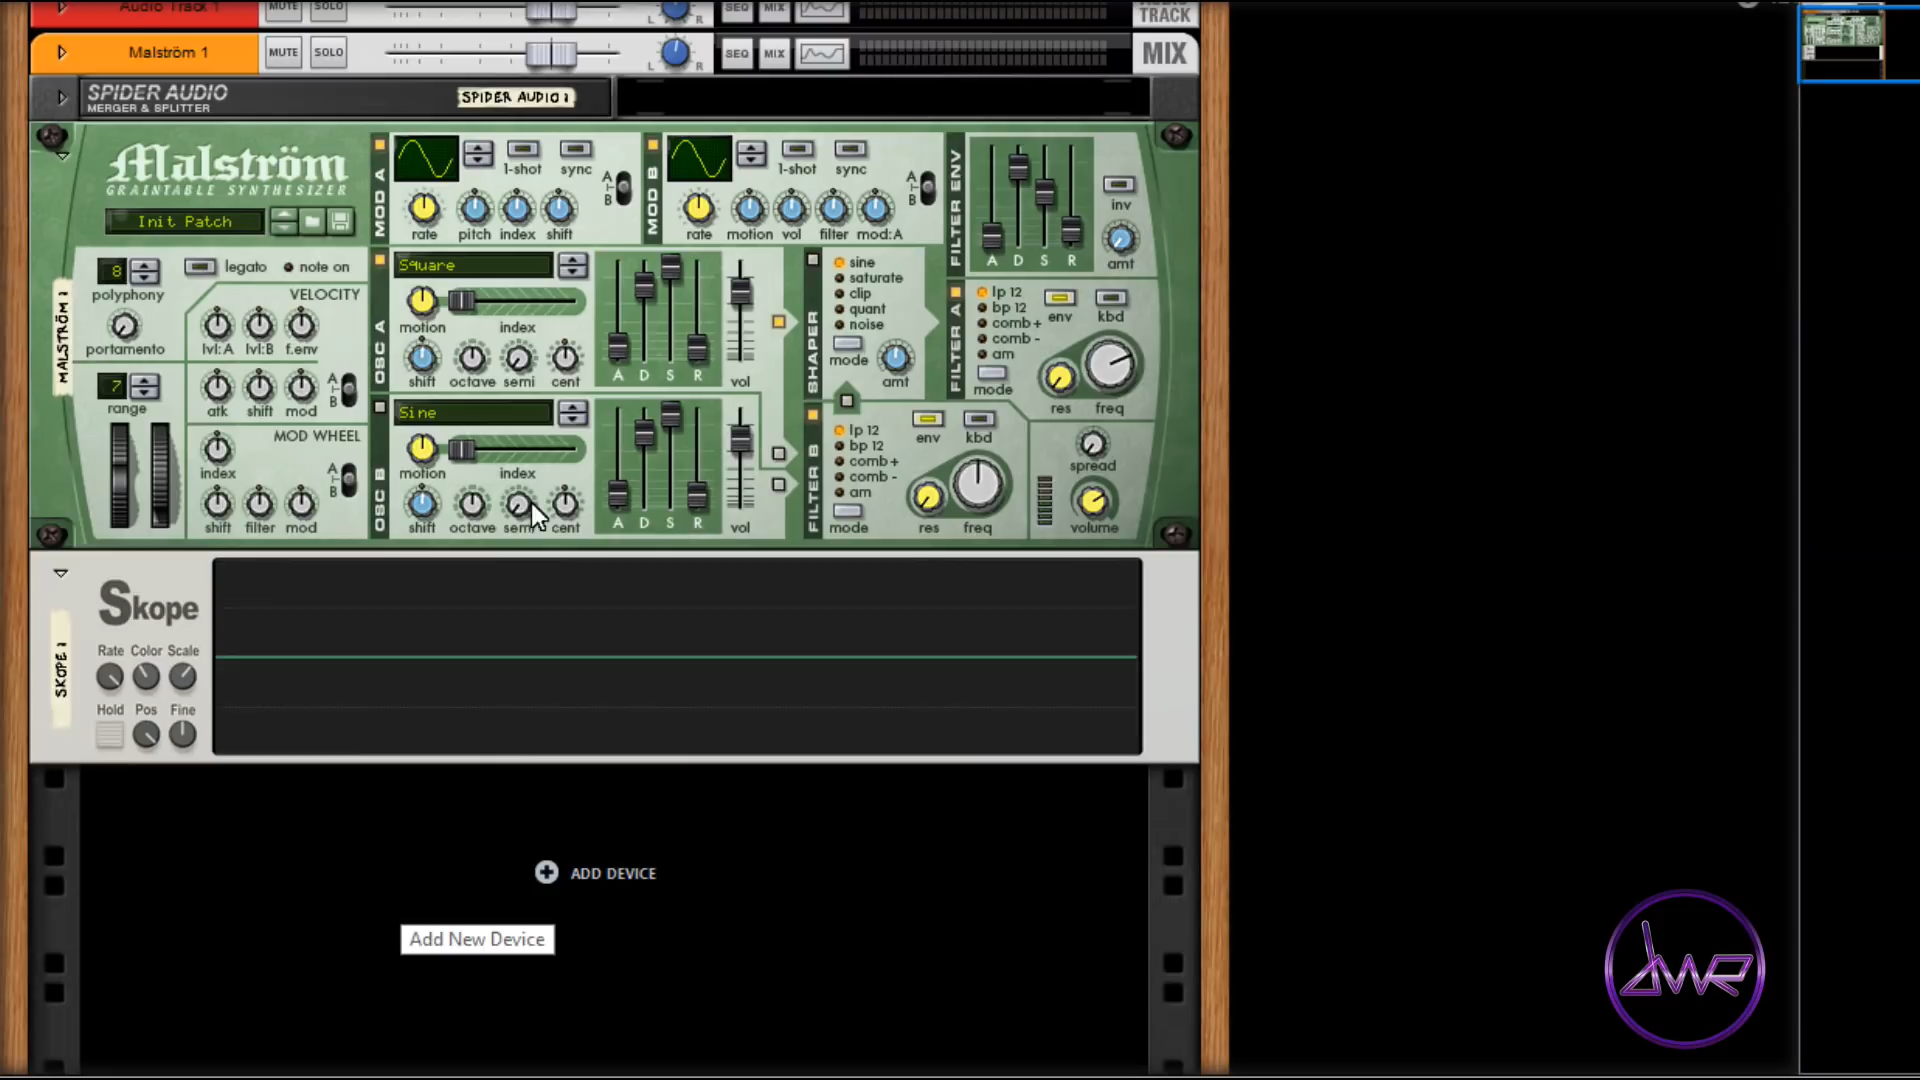 Audio Track 1 MUTE SOLO L R SEQ MIX AUDIO TRACK
Malström 1 MUTE SOLO L R SEQ MIX MIX
SPIDER AUDIO
MERGER & SPLITTER
SPIDER AUDIO 1
Malström
GRAINTABLE SYNTHESIZER
Init Patch
MALSTRÖM 1
8 legato note on
polyphony
portamento
VELOCITY
lvl:A lvl:B f.env
7
range
atk shift mod A B
MOD WHEEL
index A B
shift filter mod
MOD A
1-shot sync A B
rate pitch index shift
MOD B
1-shot sync A B
rate motion vol filter mod:A
FILTER ENV
inv
A D S R amt
OSC A
Square
motion index
shift octave semi cent
A D S R vol
OSC B
Sine
motion index
shift octave semi cent
A D S R vol
SHAPER
sine
saturate
clip
quant
noise
mode amt
FILTER A
lp 12
bp 12
comb +
comb -
am
env kbd
mode
res freq
FILTER B
lp 12
bp 12
comb +
comb -
am
env kbd
mode
res freq
spread
volume
Skope
SKOPE 1
Rate Color Scale
Hold Pos Fine
ADD DEVICE
Add New Device
dWR